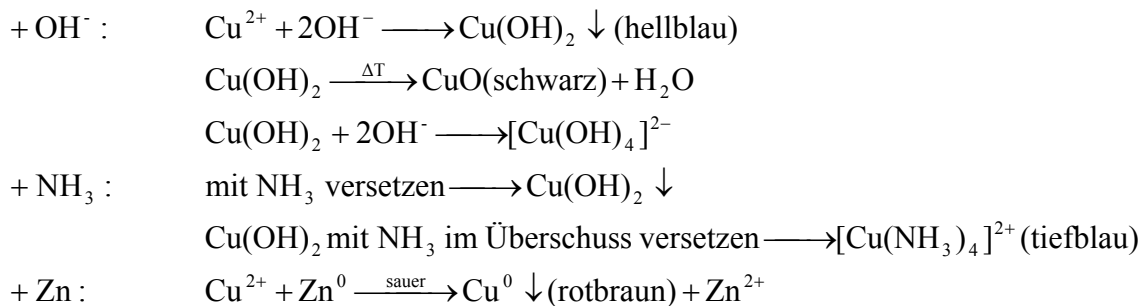 + OH⁻ : Cu²⁺ + 2OH⁻ ⟶ Cu(OH)₂ ↓ (hellblau)
Cu(OH)₂ —ΔT⟶ CuO(schwarz) + H₂O
Cu(OH)₂ + 2OH⁻ ⟶ [Cu(OH)₄]²⁻
+ NH₃ : mit NH₃ versetzen ⟶ Cu(OH)₂ ↓
Cu(OH)₂ mit NH₃ im Überschuss versetzen ⟶ [Cu(NH₃)₄]²⁺ (tiefblau)
+ Zn : Cu²⁺ + Zn⁰ —sauer⟶ Cu⁰ ↓ (rotbraun) + Zn²⁺